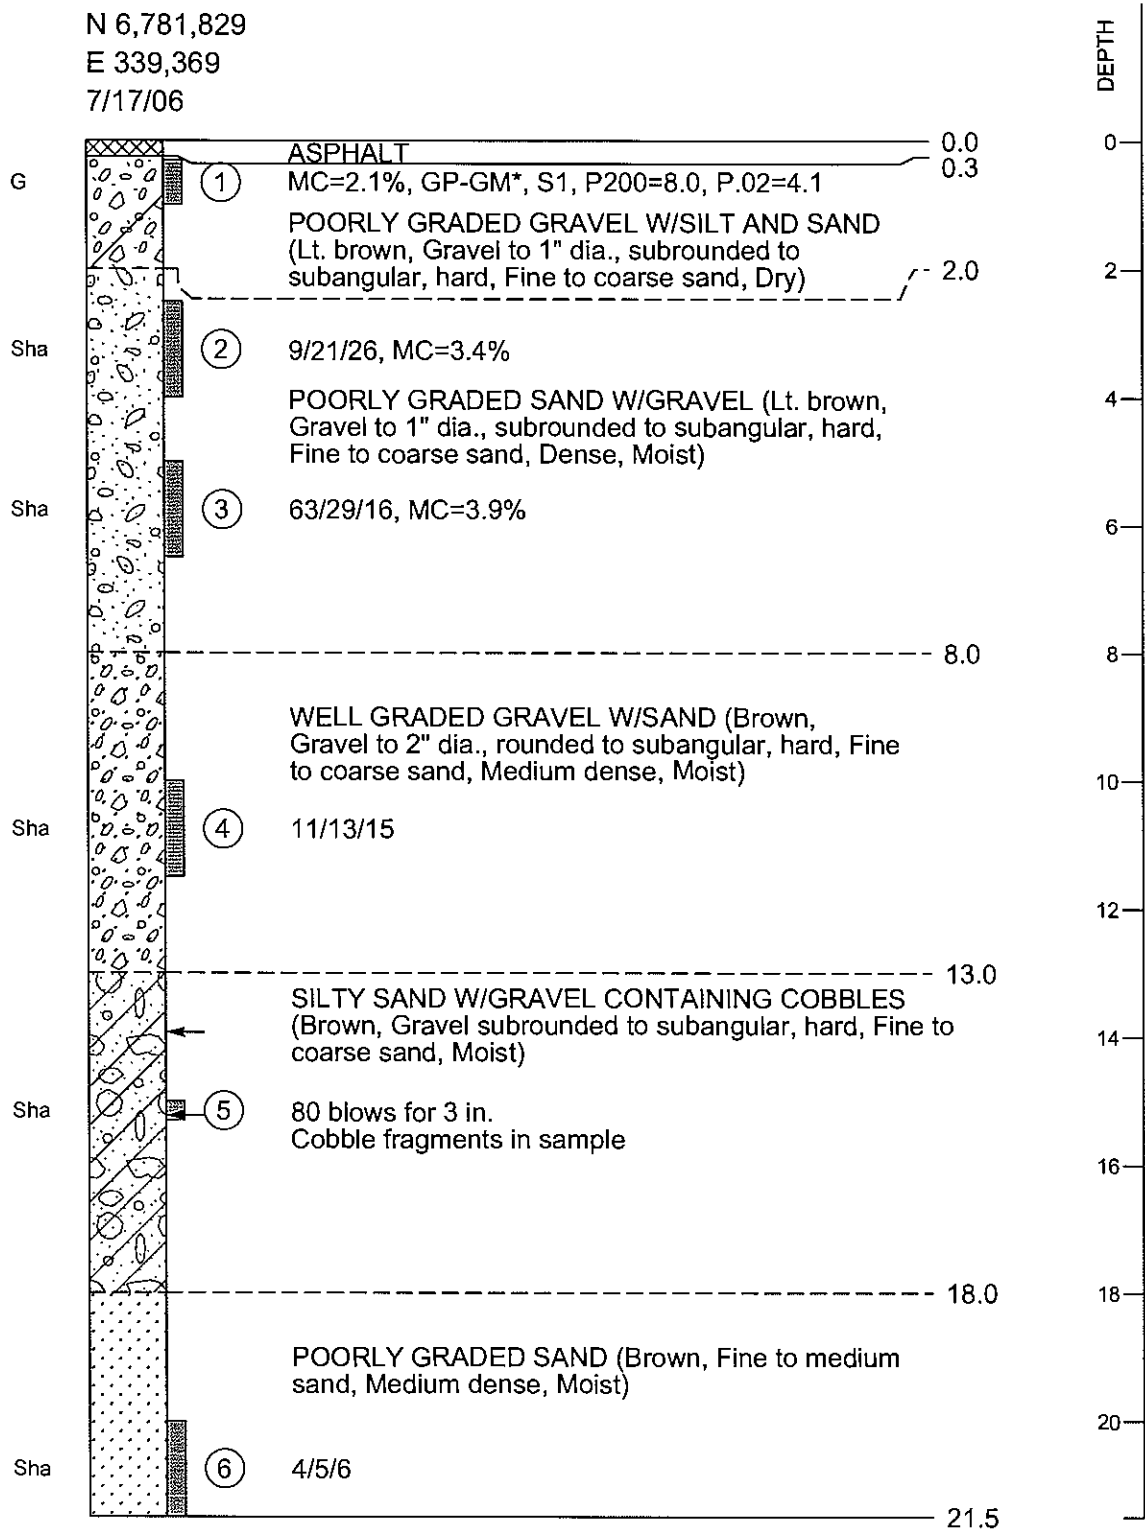 N 6,781,829
E 339,369
7/17/06
DEPTH
0.0
0
ASPHALT
0.3
G
1
MC=2.1%, GP-GM*, S1, P200=8.0, P.02=4.1
POORLY GRADED GRAVEL W/SILT AND SAND
(Lt. brown, Gravel to 1" dia., subrounded to
subangular, hard, Fine to coarse sand, Dry)
2.0
2
Sha
2
9/21/26, MC=3.4%
POORLY GRADED SAND W/GRAVEL (Lt. brown,
Gravel to 1" dia., subrounded to subangular, hard,
Fine to coarse sand, Dense, Moist)
4
Sha
3
63/29/16, MC=3.9%
6
8.0
8
WELL GRADED GRAVEL W/SAND (Brown,
Gravel to 2" dia., rounded to subangular, hard, Fine
to coarse sand, Medium dense, Moist)
10
Sha
4
11/13/15
12
13.0
SILTY SAND W/GRAVEL CONTAINING COBBLES
(Brown, Gravel subrounded to subangular, hard, Fine to
coarse sand, Moist)
14
Sha
5
80 blows for 3 in.
Cobble fragments in sample
16
18.0
18
POORLY GRADED SAND (Brown, Fine to medium
sand, Medium dense, Moist)
20
Sha
6
4/5/6
21.5